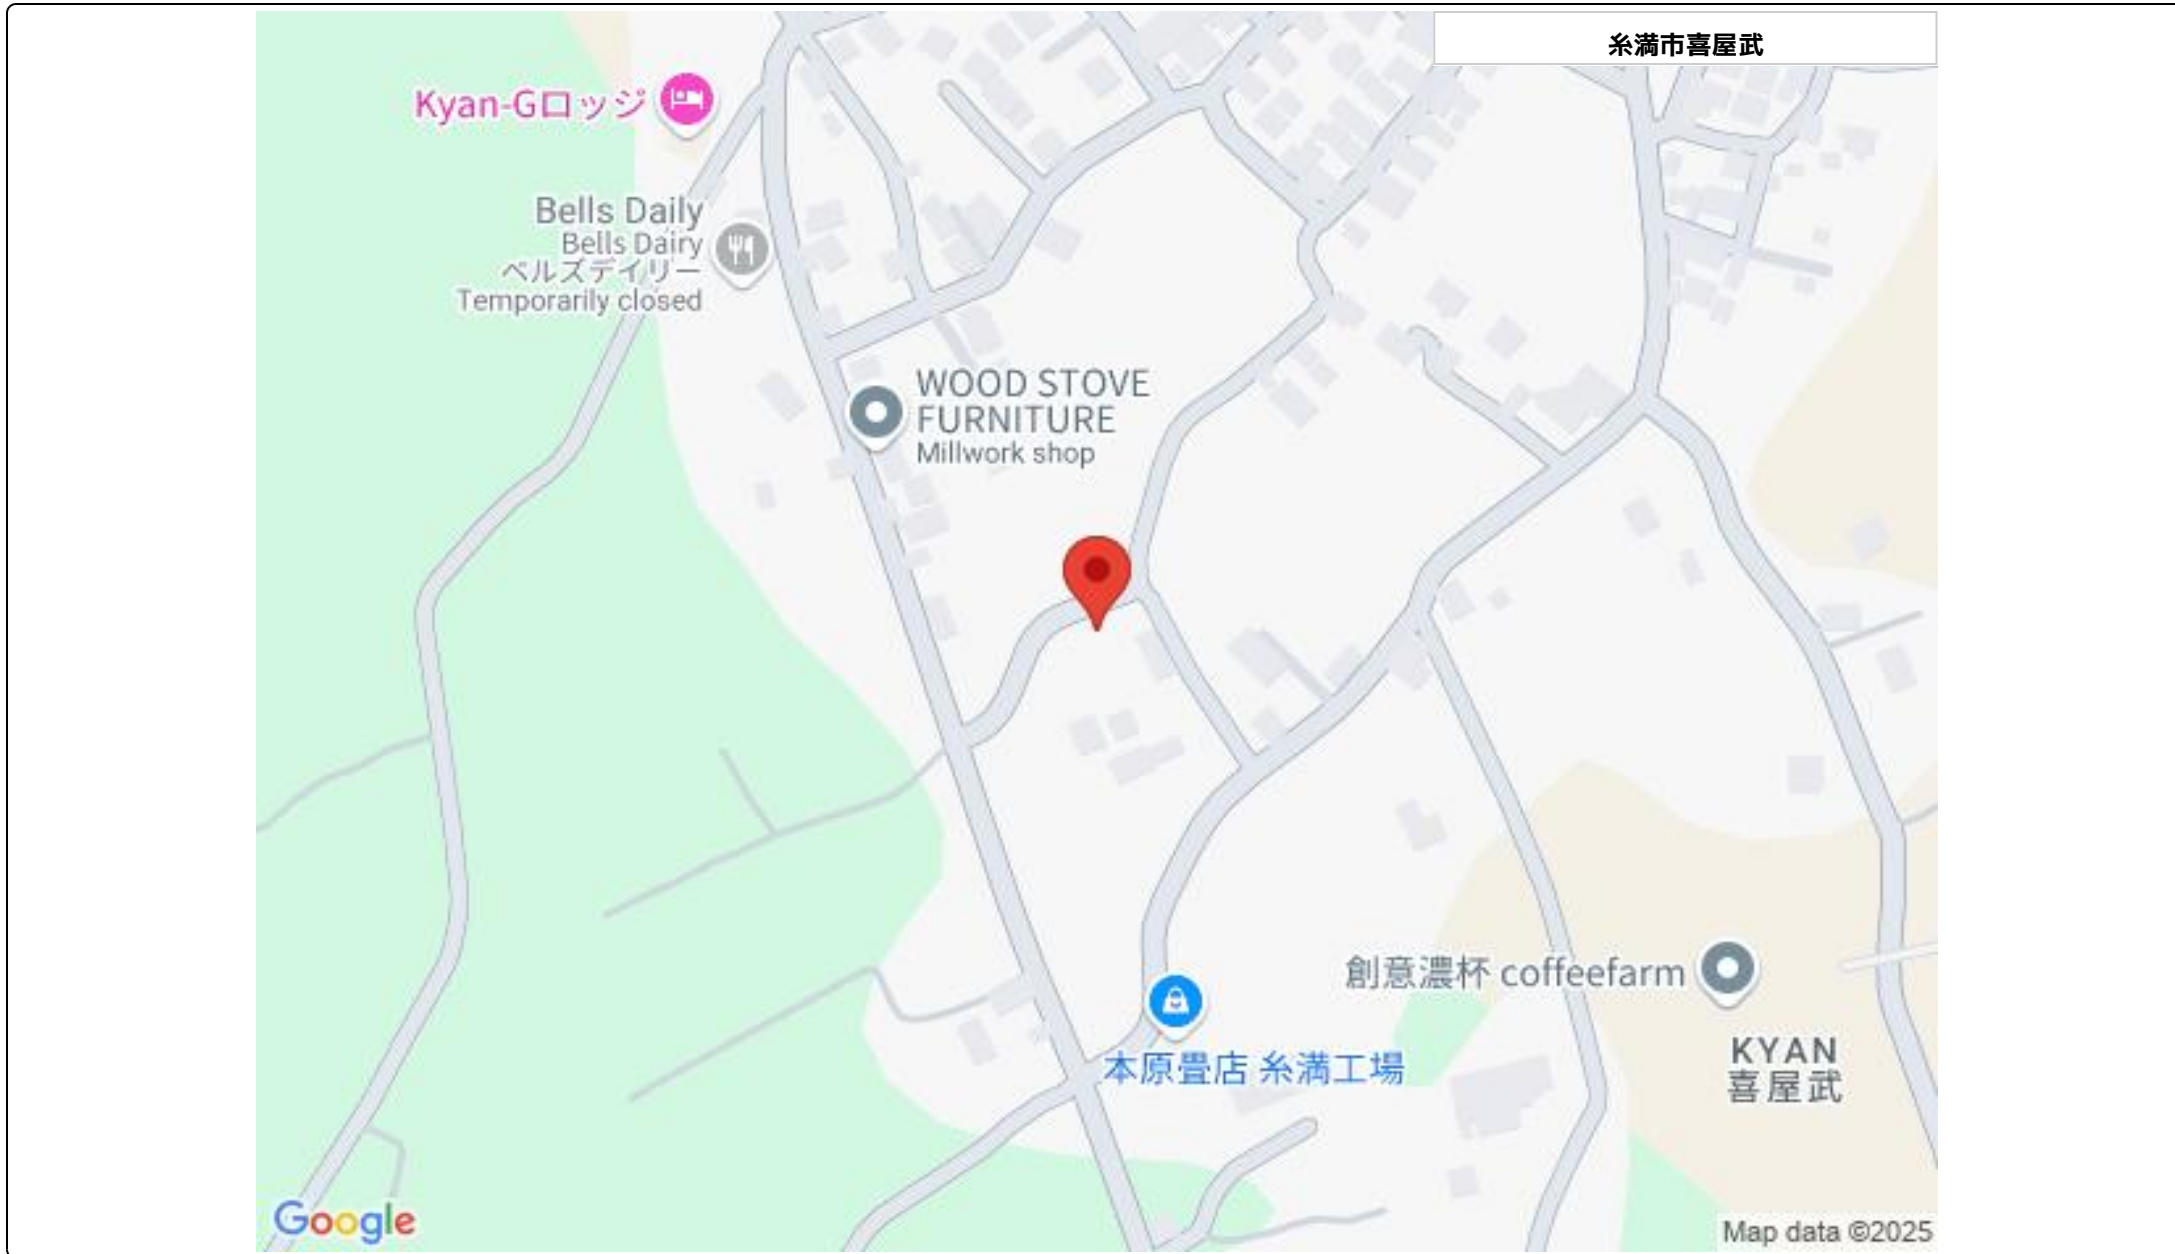 糸満市喜屋武
Kyan-Gロッジ
Bells Daily
Bells Dairy
ベルズデイリー
Temporarily closed
WOOD STOVE
FURNITURE
Millwork shop
創意濃杯 coffeefarm
KYAN
喜屋武
本原畳店 糸満工場
Google
Map data ©2025